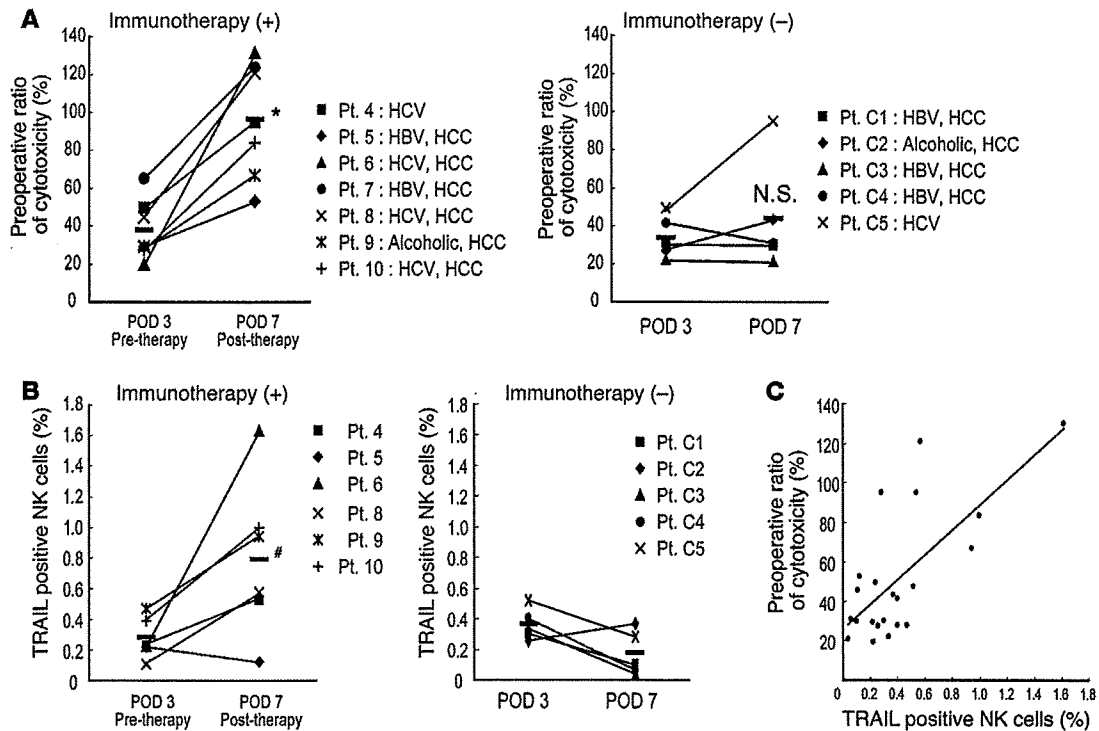 A
Immunotherapy (+)
Preoperative ratio
of cytotoxicity (%)
140
120
100
80
60
40
20
0
*
POD 3
Pre-therapy
POD 7
Post-therapy
Pt. 4 : HCV
Pt. 5 : HBV, HCC
Pt. 6 : HCV, HCC
Pt. 7 : HBV, HCC
Pt. 8 : HCV, HCC
Pt. 9 : Alcoholic, HCC
Pt. 10 : HCV, HCC
Immunotherapy (–)
Preoperative ratio
of cytotoxicity (%)
140
120
100
80
60
40
20
0
N.S.
POD 3
POD 7
Pt. C1 : HBV, HCC
Pt. C2 : Alcoholic, HCC
Pt. C3 : HBV, HCC
Pt. C4 : HBV, HCC
Pt. C5 : HCV
B
Immunotherapy (+)
TRAIL positive NK cells (%)
1.8
1.6
1.4
1.2
1.0
0.8
0.6
0.4
0.2
0
#
POD 3
Pre-therapy
POD 7
Post-therapy
Pt. 4
Pt. 5
Pt. 6
Pt. 8
Pt. 9
Pt. 10
Immunotherapy (–)
TRAIL positive NK cells (%)
1.8
1.6
1.4
1.2
1.0
0.8
0.6
0.4
0.2
0
POD 3
POD 7
Pt. C1
Pt. C2
Pt. C3
Pt. C4
Pt. C5
C
Preoperative ratio
of cytotoxicity (%)
140
120
100
80
60
40
20
0 0.2 0.4 0.6 0.8 1.0 1.2 1.4 1.6 1.8
TRAIL positive NK cells (%)